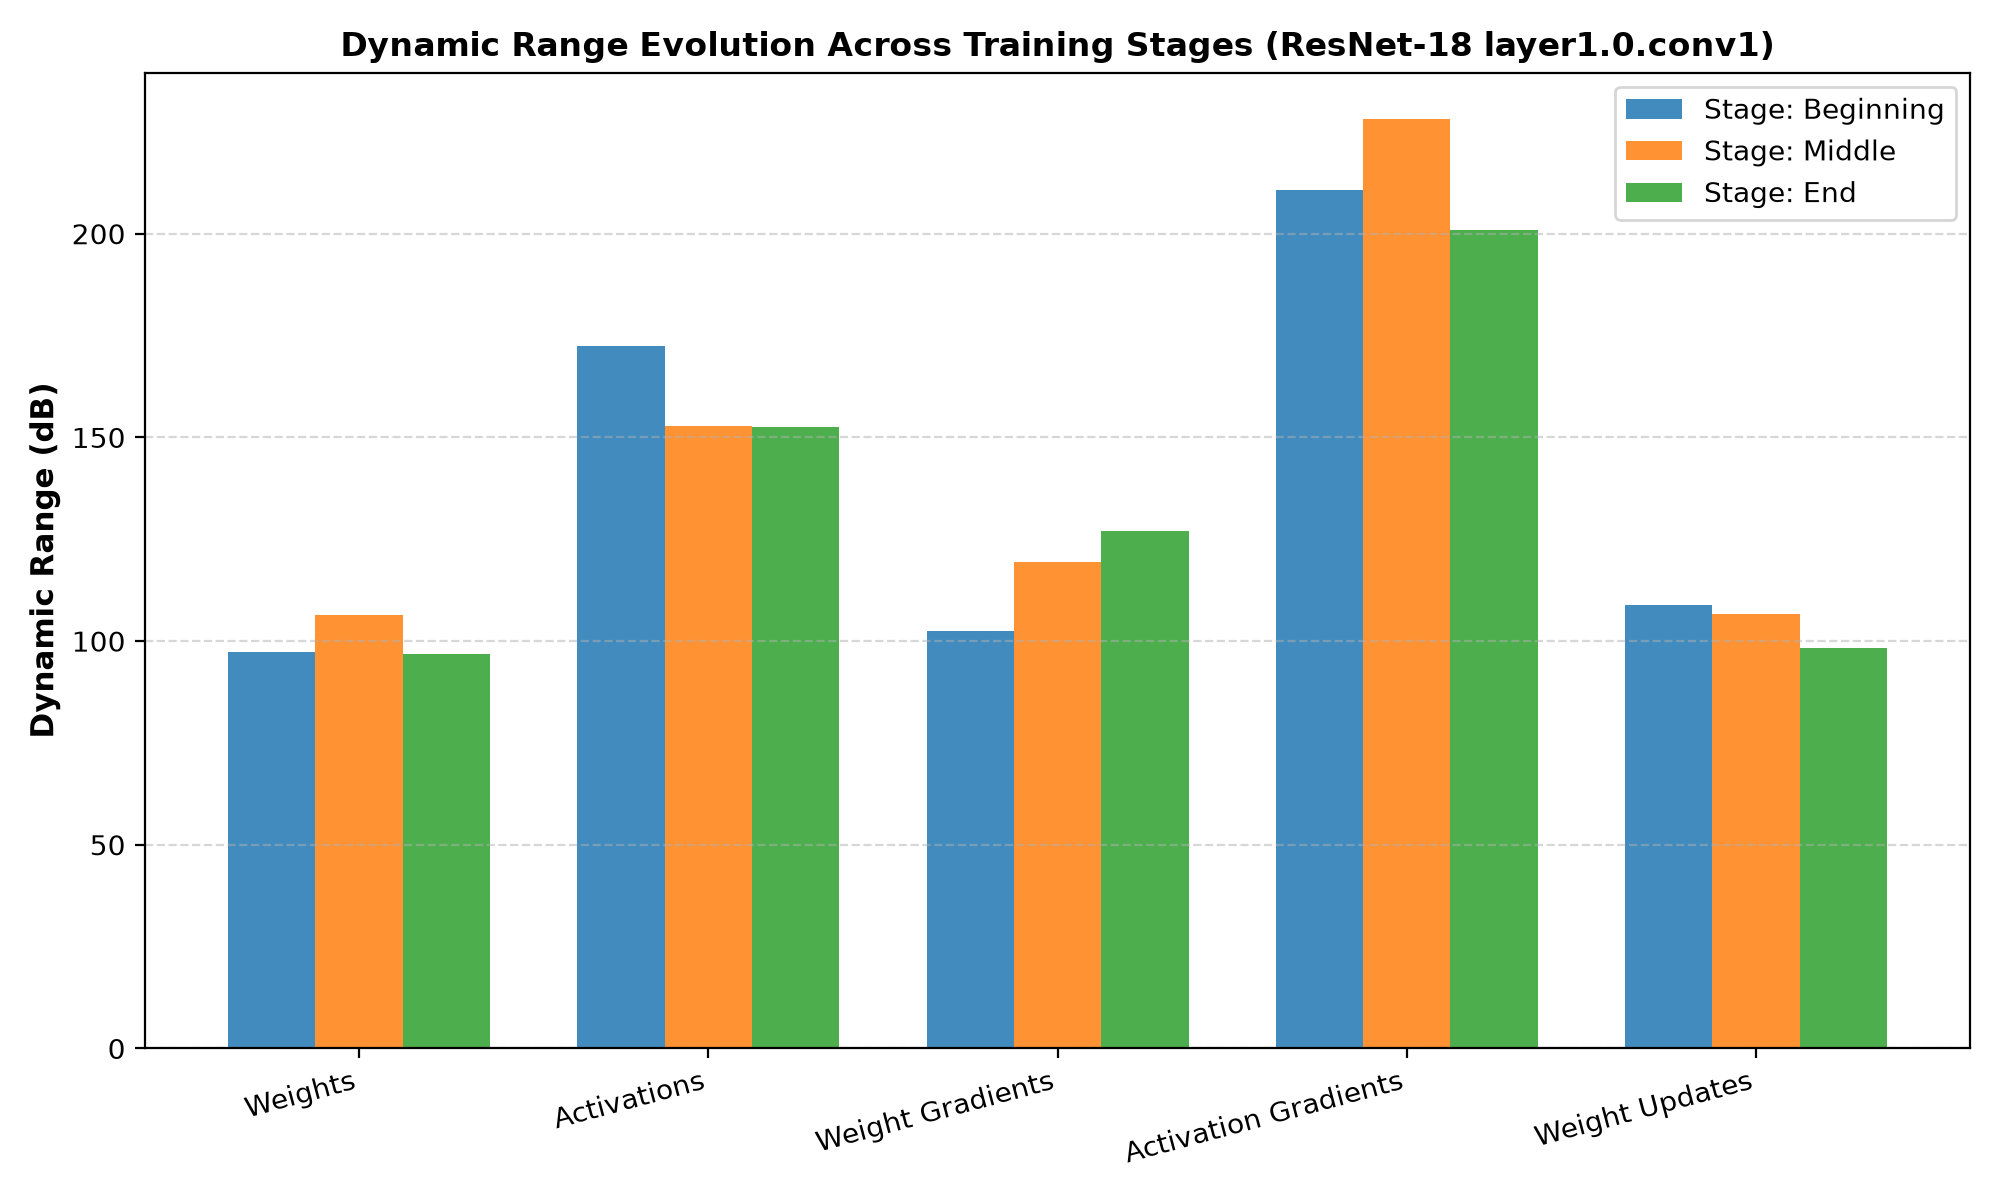 Dynamic Range Evolution Across Training Stages (ResNet-18 layer1.0.conv1)
Stage: Beginning
Stage: Middle
Stage: End
Dynamic Range (dB)
200
150
100
50
0
Weights
Activations
Weight Gradients
Activation Gradients
Weight Updates